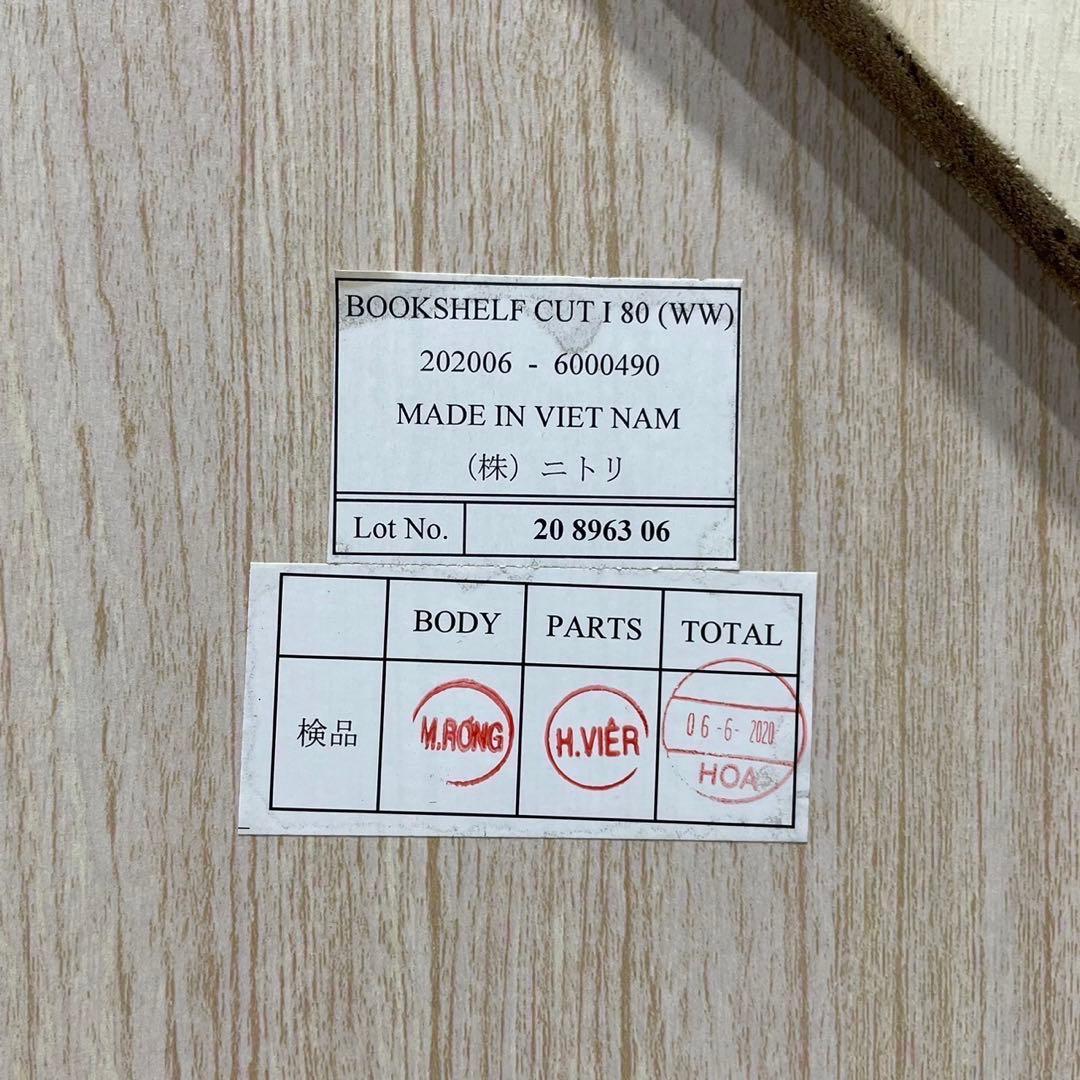 BOOKSHELF CUT I 80 (WW)
202006 - 6000490
MADE IN VIET NAM
（株）ニトリ
Lot No. 20 8963 06
BODY PARTS TOTAL
検品 M.RỚNG H.VIÊR 06-6-2020
HOA